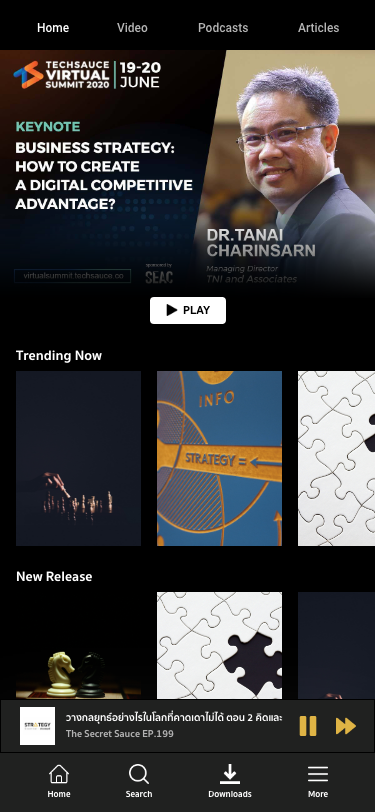 Home
Video
Podcasts
Articles
TECHSAUCE
VIRTUAL
SUMMIT 2020
19-20
JUNE
KEYNOTE
BUSINESS STRATEGY:
HOW TO CREATE
A DIGITAL COMPETITIVE
ADVANTAGE?
DR.TANAI
CHARINSARN
Managing Director
TNI and Associates
virtualsummit.techsauce.co
sponsored by
SEAC
PLAY
Trending Now
INFO
STRATEGY =
New Release
STRATEGY
วางกลยุทธ์อย่างไรในโลกที่คาดเดาไม่ได้ ตอน 2 คิดและ
The Secret Sauce EP.199
Home
Search
Downloads
More